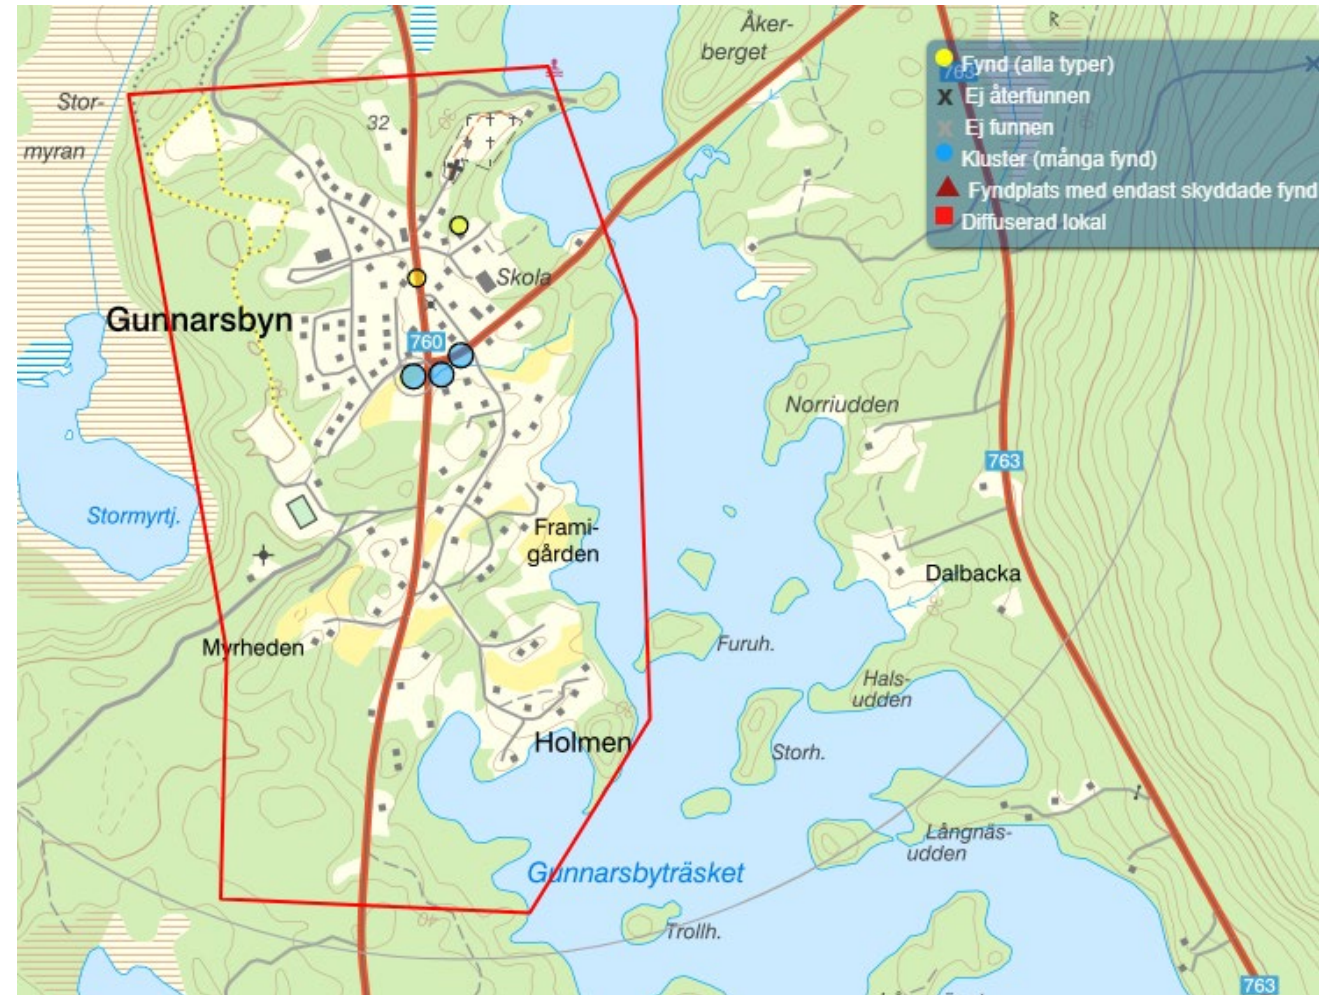 Åker-
berget
R
Stor-
myran
32
Skola
Gunnarsbyn
760
Norriudden
763
Stormyrtj.
Frami-
gården
Dalbacka
Myrheden
Furuh.
Hals-
udden
Holmen
Storh.
Långnäs-
udden
Gunnarsbyträsket
40
Trollh.
763
763
Fynd (alla typer)
x Ej återfunnen
x Ej funnen
Kluster (många fynd)
Fyndplats med endast skyddade fynd
Diffuserad lokal